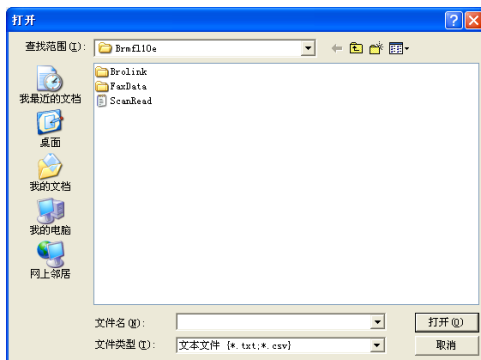 打开
查找范围(I):
Brmfl10e
Brolink
FaxData
ScanRead
我最近的文档
桌面
我的文档
我的电脑
网上邻居
文件名(N):
打开(O)
文件类型(T):
文本文件 {*.txt;*.csv}
取消